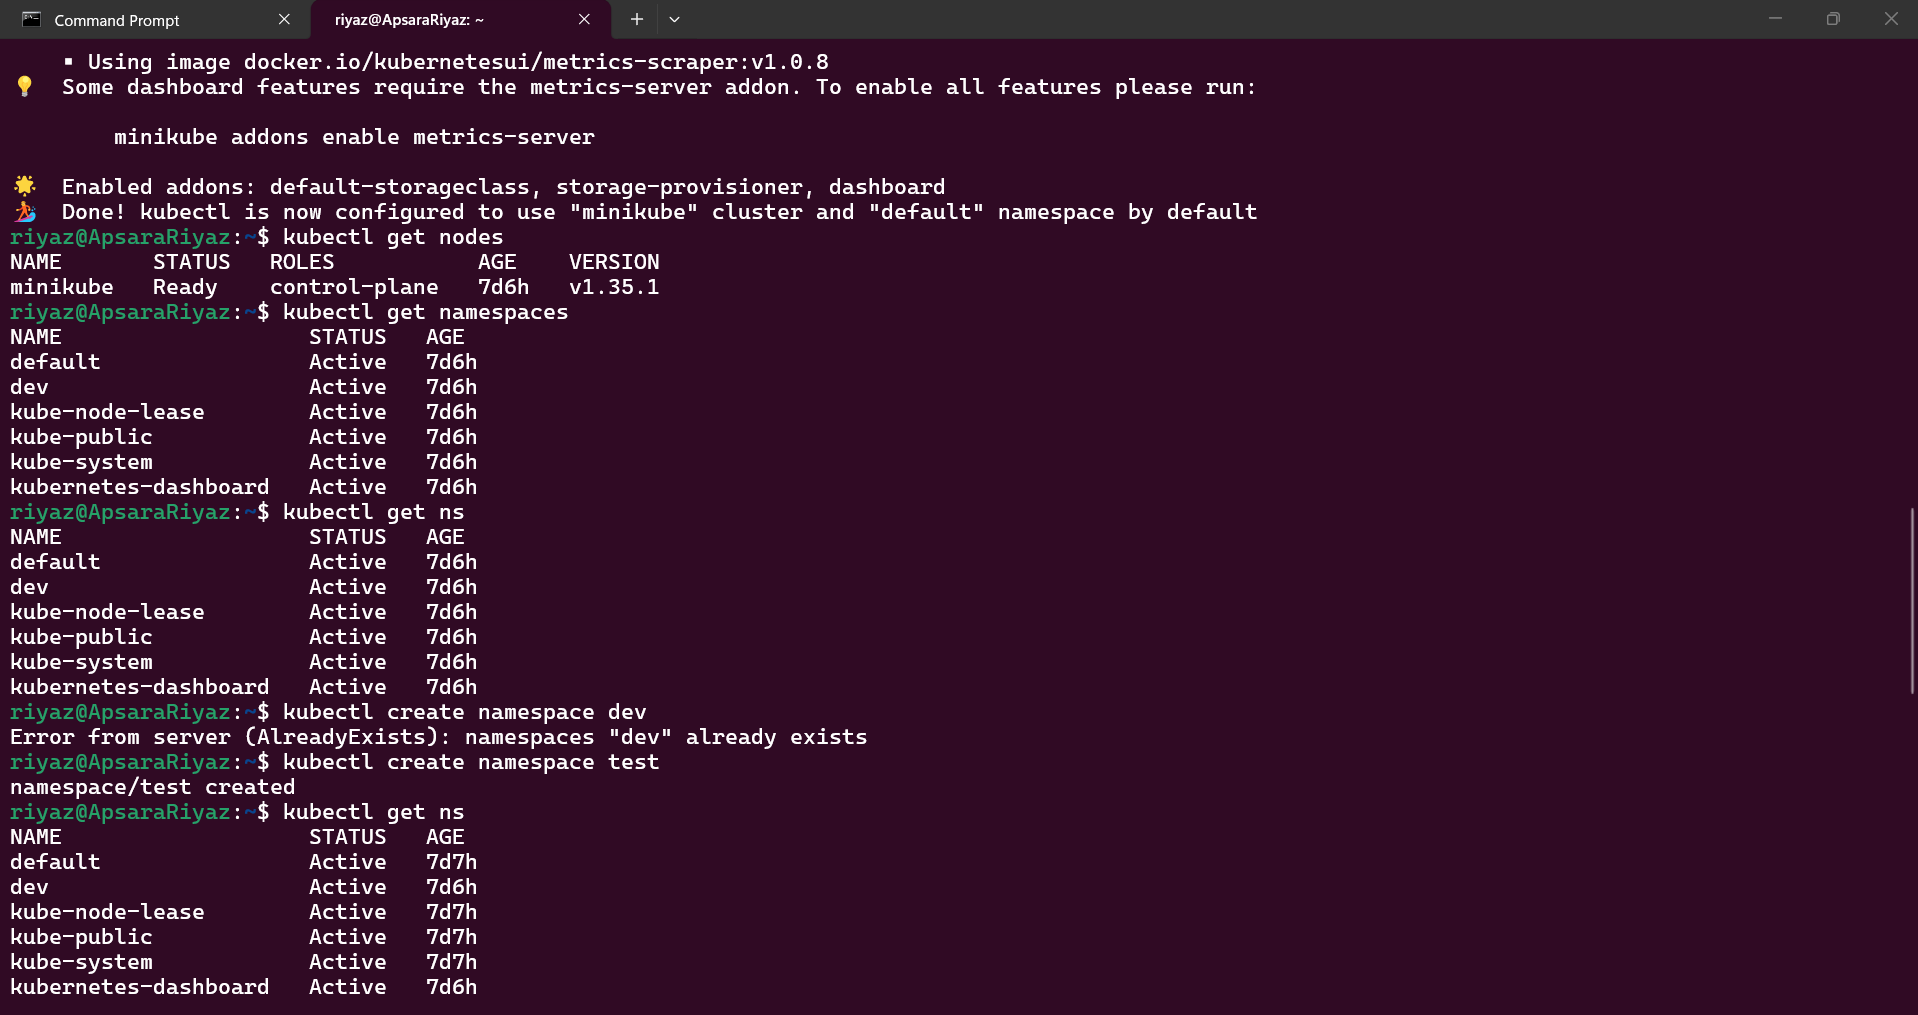 Command Prompt
riyaz@ApsaraRiyaz: ~
▪ Using image docker.io/kubernetesui/metrics-scraper:v1.0.8
💡  Some dashboard features require the metrics-server addon. To enable all features please run:
minikube addons enable metrics-server
🌟  Enabled addons: default-storageclass, storage-provisioner, dashboard
🏄  Done! kubectl is now configured to use "minikube" cluster and "default" namespace by default
riyaz@ApsaraRiyaz:~$ kubectl get nodes
NAME       STATUS   ROLES           AGE    VERSION
minikube   Ready    control-plane   7d6h   v1.35.1
riyaz@ApsaraRiyaz:~$ kubectl get namespaces
NAME                   STATUS   AGE
default                Active   7d6h
dev                    Active   7d6h
kube-node-lease        Active   7d6h
kube-public            Active   7d6h
kube-system            Active   7d6h
kubernetes-dashboard   Active   7d6h
riyaz@ApsaraRiyaz:~$ kubectl get ns
NAME                   STATUS   AGE
default                Active   7d6h
dev                    Active   7d6h
kube-node-lease        Active   7d6h
kube-public            Active   7d6h
kube-system            Active   7d6h
kubernetes-dashboard   Active   7d6h
riyaz@ApsaraRiyaz:~$ kubectl create namespace dev
Error from server (AlreadyExists): namespaces "dev" already exists
riyaz@ApsaraRiyaz:~$ kubectl create namespace test
namespace/test created
riyaz@ApsaraRiyaz:~$ kubectl get ns
NAME                   STATUS   AGE
default                Active   7d7h
dev                    Active   7d6h
kube-node-lease        Active   7d7h
kube-public            Active   7d7h
kube-system            Active   7d7h
kubernetes-dashboard   Active   7d6h